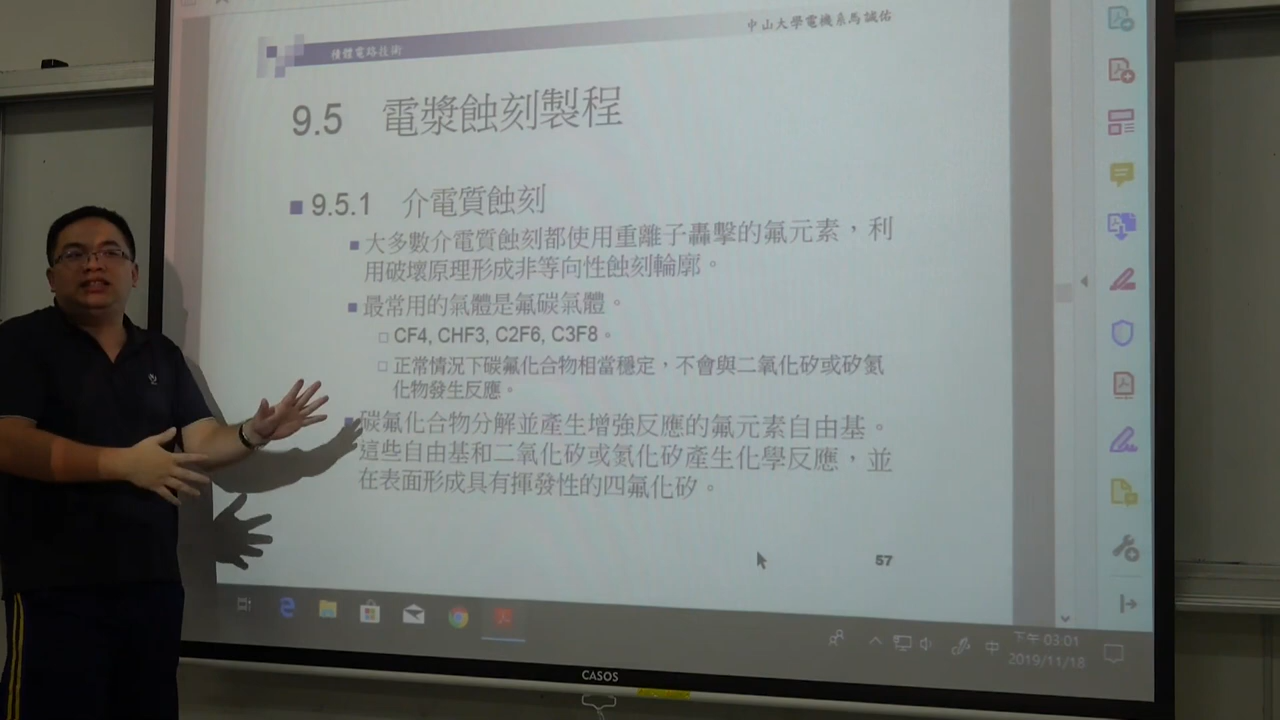 中山大學電機系馬誠佑
積體電路技術
9.5 電漿蝕刻製程
9.5.1 介電質蝕刻
大多數介電質蝕刻都使用重離子轟擊的氟元素，利
用破壞原理形成非等向性蝕刻輪廓。
最常用的氣體是氟碳氣體。
CF4, CHF3, C2F6, C3F8。
正常情況下碳氟化合物相當穩定，不會與二氧化矽或矽氮
化物發生反應。
碳氟化合物分解並產生增強反應的氟元素自由基。
這些自由基和二氧化矽或氮化矽產生化學反應，並
在表面形成具有揮發性的四氟化矽。
57
中
下午 03:01
2019/11/18
CASOS